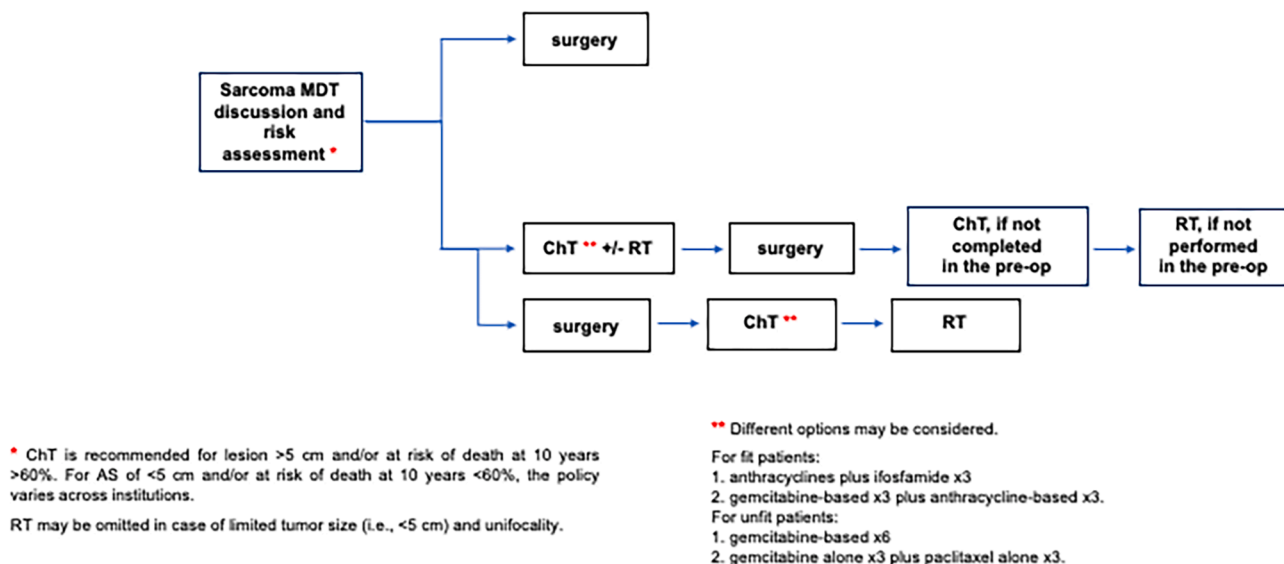 surgery
Sarcoma MDT
discussion and
risk
assessment *
ChT ** +/- RT
surgery
ChT, if not
completed
in the pre-op
RT, if not
performed
in the pre-op
surgery
ChT **
RT
* ChT is recommended for lesion >5 cm and/or at risk of death at 10 years
>60%. For AS of <5 cm and/or at risk of death at 10 years <60%, the policy
varies across institutions.
RT may be omitted in case of limited tumor size (i.e., <5 cm) and unifocality.
** Different options may be considered.
For fit patients:
1. anthracyclines plus ifosfamide x3
2. gemcitabine-based x3 plus anthracycline-based x3.
For unfit patients:
1. gemcitabine-based x6
2. gemcitabine alone x3 plus paclitaxel alone x3.